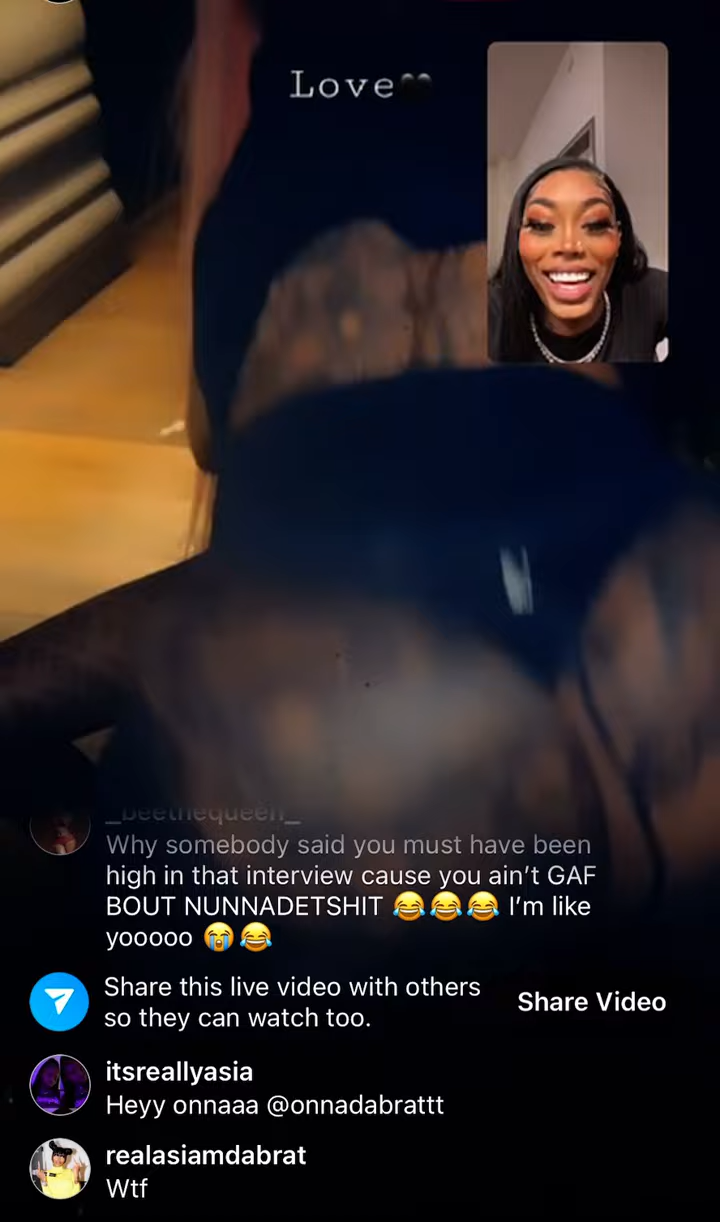 Love🖤
_beethequeen_
Why somebody said you must have been
high in that interview cause you ain’t GAF
BOUT NUNNADETSHIT 😂😂😂 I’m like
yooooo 😭😂
Share this live video with others
so they can watch too.
Share Video
itsreallyasia
Heyy onnaaa @onnadabrattt
realasiamdabrat
Wtf